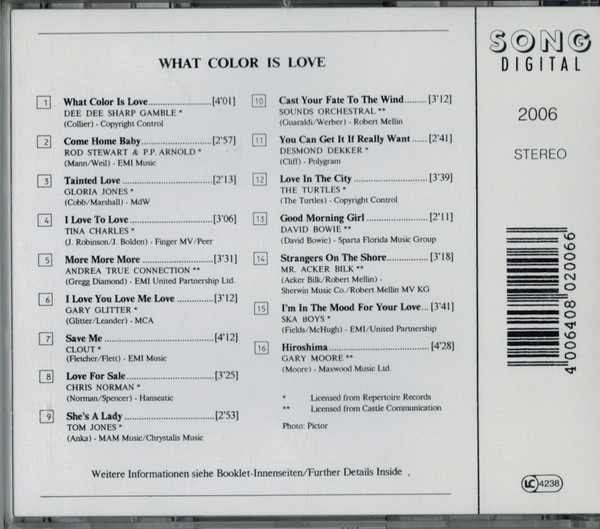 WHAT COLOR IS LOVE
1 What Color Is Love........................[4'01]
DEE DEE SHARP GAMBLE *
(Collier) - Copyright Control
2 Come Home Baby........................[2'57]
ROD STEWART & P.P. ARNOLD *
(Mann/Weil) - EMI Music
3 Tainted Love ........................[2'13]
GLORIA JONES *
(Cobb/Marshall) - MdW
4 I Love To Love ........................[3'06]
TINA CHARLES *
(J. Robinson/J. Bolden) - Finger MV/Peer
5 More More More ........................[3'31]
ANDREA TRUE CONNECTION **
(Gregg Diamond) - EMI United Partnership Ltd.
6 I Love You Love Me Love ................[3'12]
GARY GLITTER *
(Glitter/Leander) - MCA
7 Save Me ........................[4'12]
CLOUT *
(Fletcher/Flett) - EMI Music
8 Love For Sale........................[3'25]
CHRIS NORMAN *
(Norman/Spencer) - Hanseatic
9 She's A Lady ........................[2'53]
TOM JONES *
(Anka) - MAM Music/Chrystalis Music
10 Cast Your Fate To The Wind.........[3'12]
SOUNDS ORCHESTRAL **
(Guaraldi/Werber) - Robert Mellin
11 You Can Get It If Really Want ......[2'41]
DESMOND DEKKER *
(Cliff) - Polygram
12 Love In The City ........................[3'39]
THE TURTLES *
(The Turtles) - Copyright Control
13 Good Morning Girl ........................[2'11]
DAVID BOWIE **
(David Bowie) - Sparta Florida Music Group
14 Strangers On The Shore................[3'18]
MR. ACKER BILK **
(Acker Bilk/Robert Mellin) -
Sherwin Music Co./Robert Mellin MV KG
15 I'm In The Mood For Your Love...[3'41]
SKA BOYS *
(Fields/McHugh) - EMI/United Partnership
16 Hiroshima ........................[4'28]
GARY MOORE **
(Moore) - Maxwood Music Ltd.
* Licensed from Repertoire Records
** Licensed from Castle Communication
Photo: Pictor
Weitere Informationen siehe Booklet-Innenseiten/Further Details Inside
SONG
DIGITAL
2006
STEREO
4 006408 020066
LC 4238